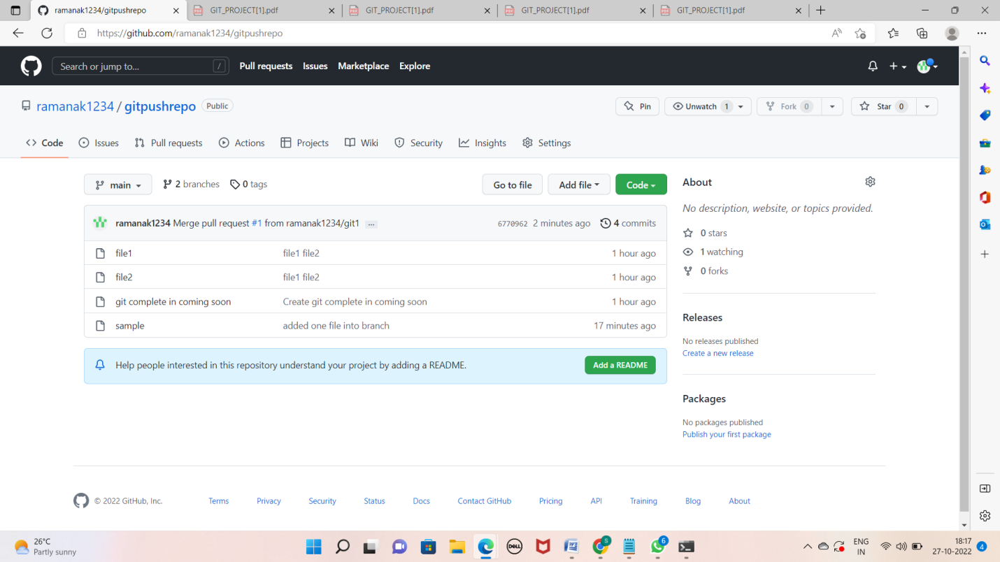 ramanak1234/gitpushrepo
GIT_PROJECT[1].pdf
GIT_PROJECT[1].pdf
GIT_PROJECT[1].pdf
GIT_PROJECT[1].pdf
https://github.com/ramanak1234/gitpushrepo
Search or jump to... /
Pull requests Issues Marketplace Explore
ramanak1234 / gitpushrepo Public
Pin Unwatch 1 Fork 0 Star 0
Code Issues Pull requests Actions Projects Wiki Security Insights Settings
main 2 branches 0 tags Go to file Add file Code
ramanak1234 Merge pull request #1 from ramanak1234/git1 ... 6770962 2 minutes ago 4 commits
file1 file1 file2 1 hour ago
file2 file1 file2 1 hour ago
git complete in coming soon Create git complete in coming soon 1 hour ago
sample added one file into branch 17 minutes ago
Help people interested in this repository understand your project by adding a README. Add a README
About
No description, website, or topics provided.
0 stars
1 watching
0 forks
Releases
No releases published
Create a new release
Packages
No packages published
Publish your first package
© 2022 GitHub, Inc. Terms Privacy Security Status Docs Contact GitHub Pricing API Training Blog About
26°C
Partly sunny
DELL
S
6
ENG
IN
18:17
27-10-2022
4